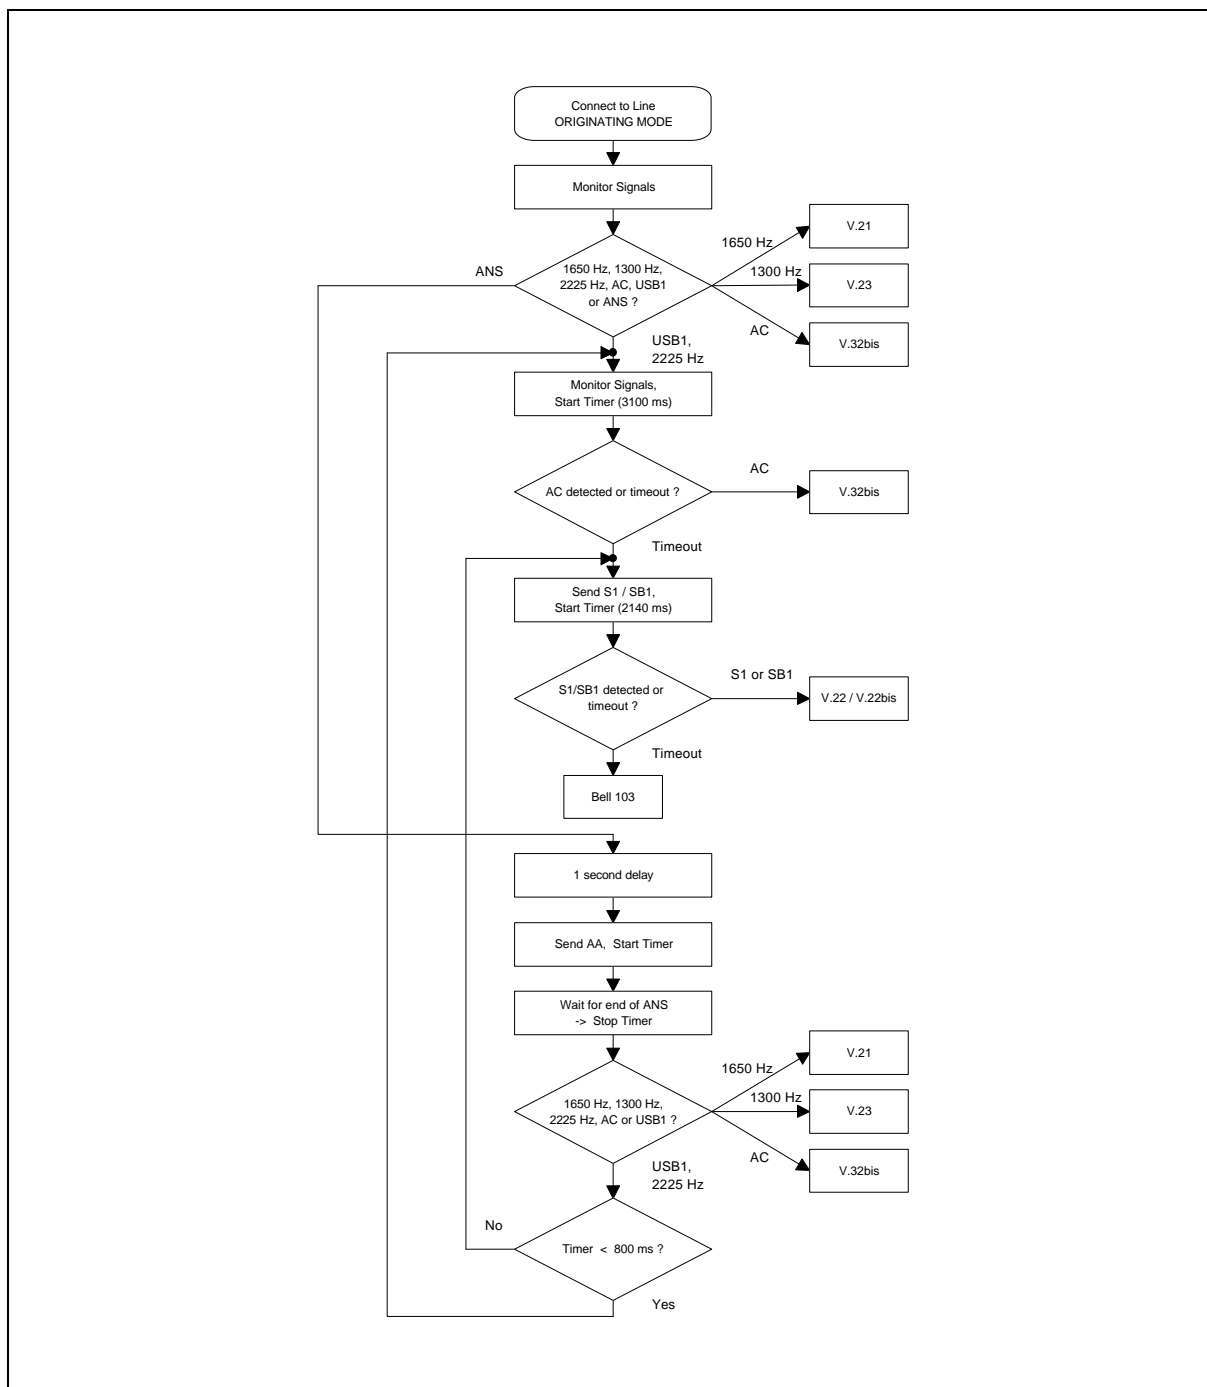 Connect to Line
ORIGINATING MODE
Monitor Signals
1650 Hz, 1300 Hz,
2225 Hz, AC, USB1
or ANS ?
ANS
1650 Hz
V.21
1300 Hz
V.23
AC
V.32bis
USB1,
2225 Hz
Monitor Signals,
Start Timer (3100 ms)
AC detected or timeout ?
AC
V.32bis
Timeout
Send S1 / SB1,
Start Timer (2140 ms)
S1/SB1 detected or
timeout ?
S1 or SB1
V.22 / V.22bis
Timeout
Bell 103
1 second delay
Send AA, Start Timer
Wait for end of ANS
-> Stop Timer
1650 Hz, 1300 Hz,
2225 Hz, AC or USB1 ?
1650 Hz
V.21
1300 Hz
V.23
AC
V.32bis
USB1,
2225 Hz
Timer < 800 ms ?
No
Yes